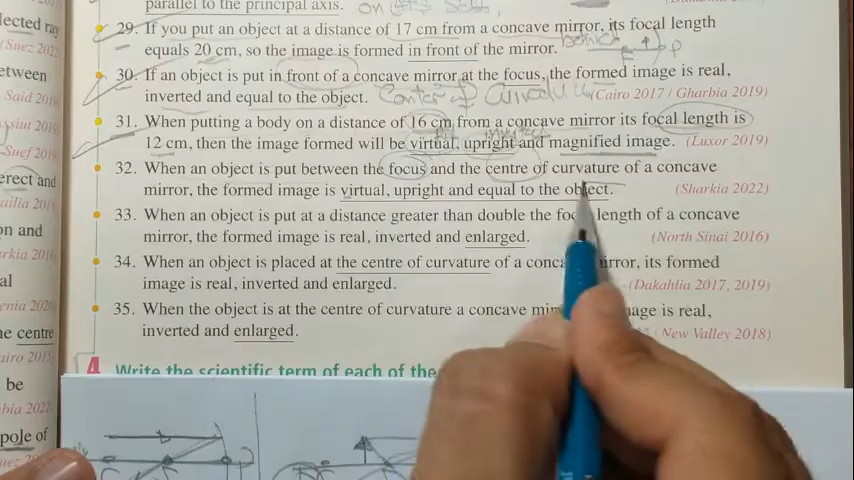 parallel to the principal axis.
29. If you put an object at a distance of 17 cm from a concave mirror, its focal length
equals 20 cm, so the image is formed in front of the mirror.
behind
F
P
30. If an object is put in front of a concave mirror at the focus, the formed image is real,
inverted and equal to the object.
Center of Curvature
(Cairo 2017 / Gharbia 2019)
31. When putting a body on a distance of 16 cm from a concave mirror its focal length is
12 cm, then the image formed will be virtual, upright and magnified image. (Luxor 2019)
32. When an object is put between the focus and the centre of curvature of a concave
mirror, the formed image is virtual, upright and equal to the object. (Sharkia 2022)
33. When an object is put at a distance greater than double the length of a concave
mirror, the formed image is real, inverted and enlarged. (North Sinai 2016)
34. When an object is placed at the centre of curvature of a mirror, its formed
image is real, inverted and enlarged. (Dakahlia 2017, 2019)
35. When the object is at the centre of curvature a concave image is real,
inverted and enlarged. (New Valley 2018)
4 Write the scientific term of each of the
lected ray
(Suez 2022
etween
Said 2019
Suef 2019
erect and
on and
al
enia 2020
he centre
airo 2015
be
pole of